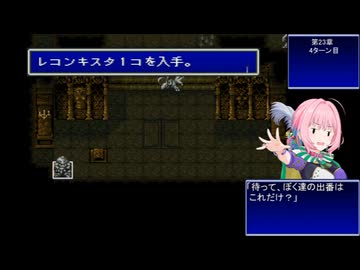 レコンキスタ1コを入手。
第23章
4ターン目
「待って、ぼく達の出番は
これだけ？」